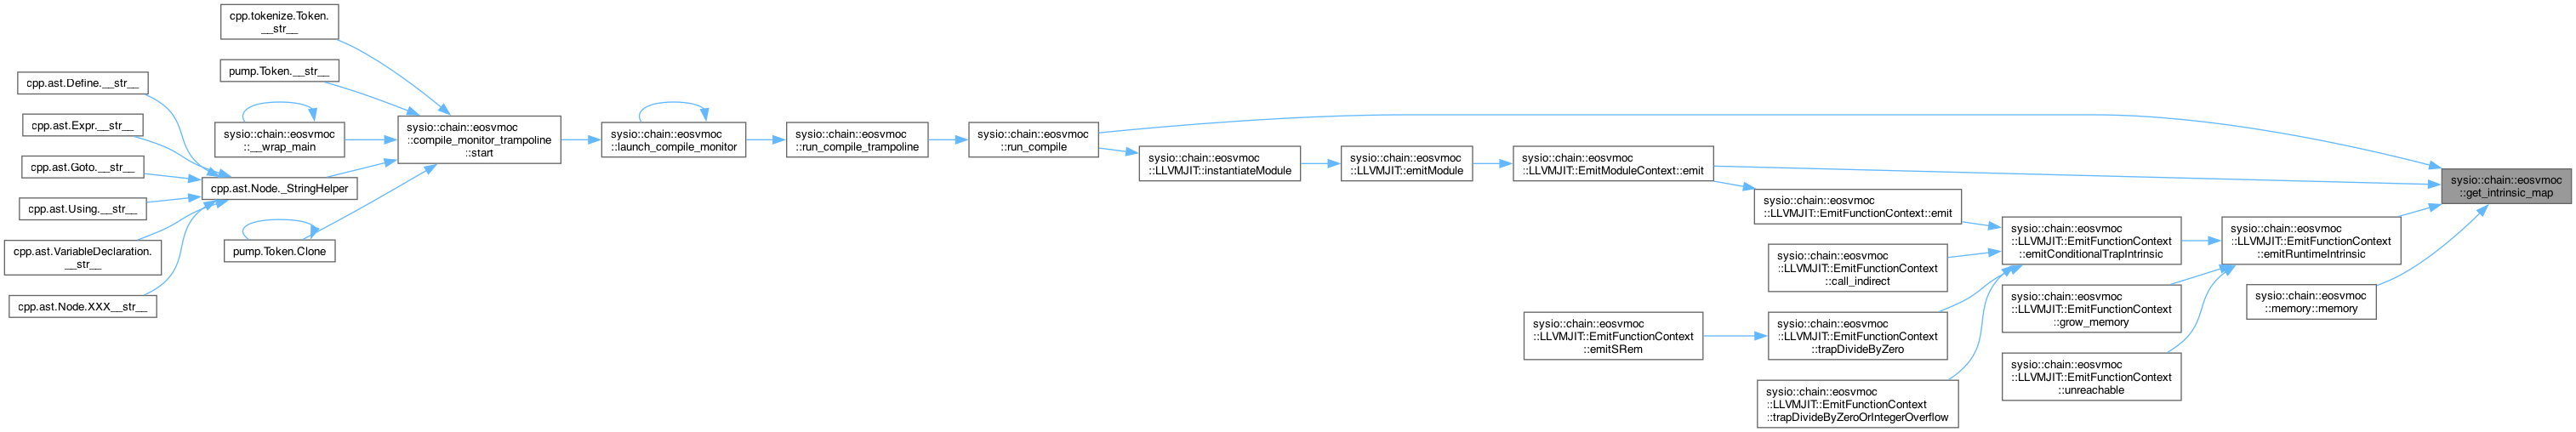 cpp.tokenize.Token.
__str__
pump.Token.__str__
cpp.ast.Define.__str__
cpp.ast.Expr.__str__
cpp.ast.Goto.__str__
cpp.ast.Using.__str__
cpp.ast.VariableDeclaration.
__str__
cpp.ast.Node.XXX__str__
sysio::chain::eosvmoc
::__wrap_main
cpp.ast.Node._StringHelper
pump.Token.Clone
sysio::chain::eosvmoc
::compile_monitor_trampoline
::start
sysio::chain::eosvmoc
::launch_compile_monitor
sysio::chain::eosvmoc
::run_compile_trampoline
sysio::chain::eosvmoc
::run_compile
sysio::chain::eosvmoc
::LLVMJIT::instantiateModule
sysio::chain::eosvmoc
::LLVMJIT::emitModule
sysio::chain::eosvmoc
::LLVMJIT::EmitModuleContext::emit
sysio::chain::eosvmoc
::LLVMJIT::EmitFunctionContext::emit
sysio::chain::eosvmoc
::LLVMJIT::EmitFunctionContext
::call_indirect
sysio::chain::eosvmoc
::LLVMJIT::EmitFunctionContext
::emitSRem
sysio::chain::eosvmoc
::LLVMJIT::EmitFunctionContext
::trapDivideByZero
sysio::chain::eosvmoc
::LLVMJIT::EmitFunctionContext
::trapDivideByZeroOrIntegerOverflow
sysio::chain::eosvmoc
::LLVMJIT::EmitFunctionContext
::emitConditionalTrapIntrinsic
sysio::chain::eosvmoc
::LLVMJIT::EmitFunctionContext
::grow_memory
sysio::chain::eosvmoc
::LLVMJIT::EmitFunctionContext
::unreachable
sysio::chain::eosvmoc
::LLVMJIT::EmitFunctionContext
::emitRuntimeIntrinsic
sysio::chain::eosvmoc
::memory::memory
sysio::chain::eosvmoc
::get_intrinsic_map